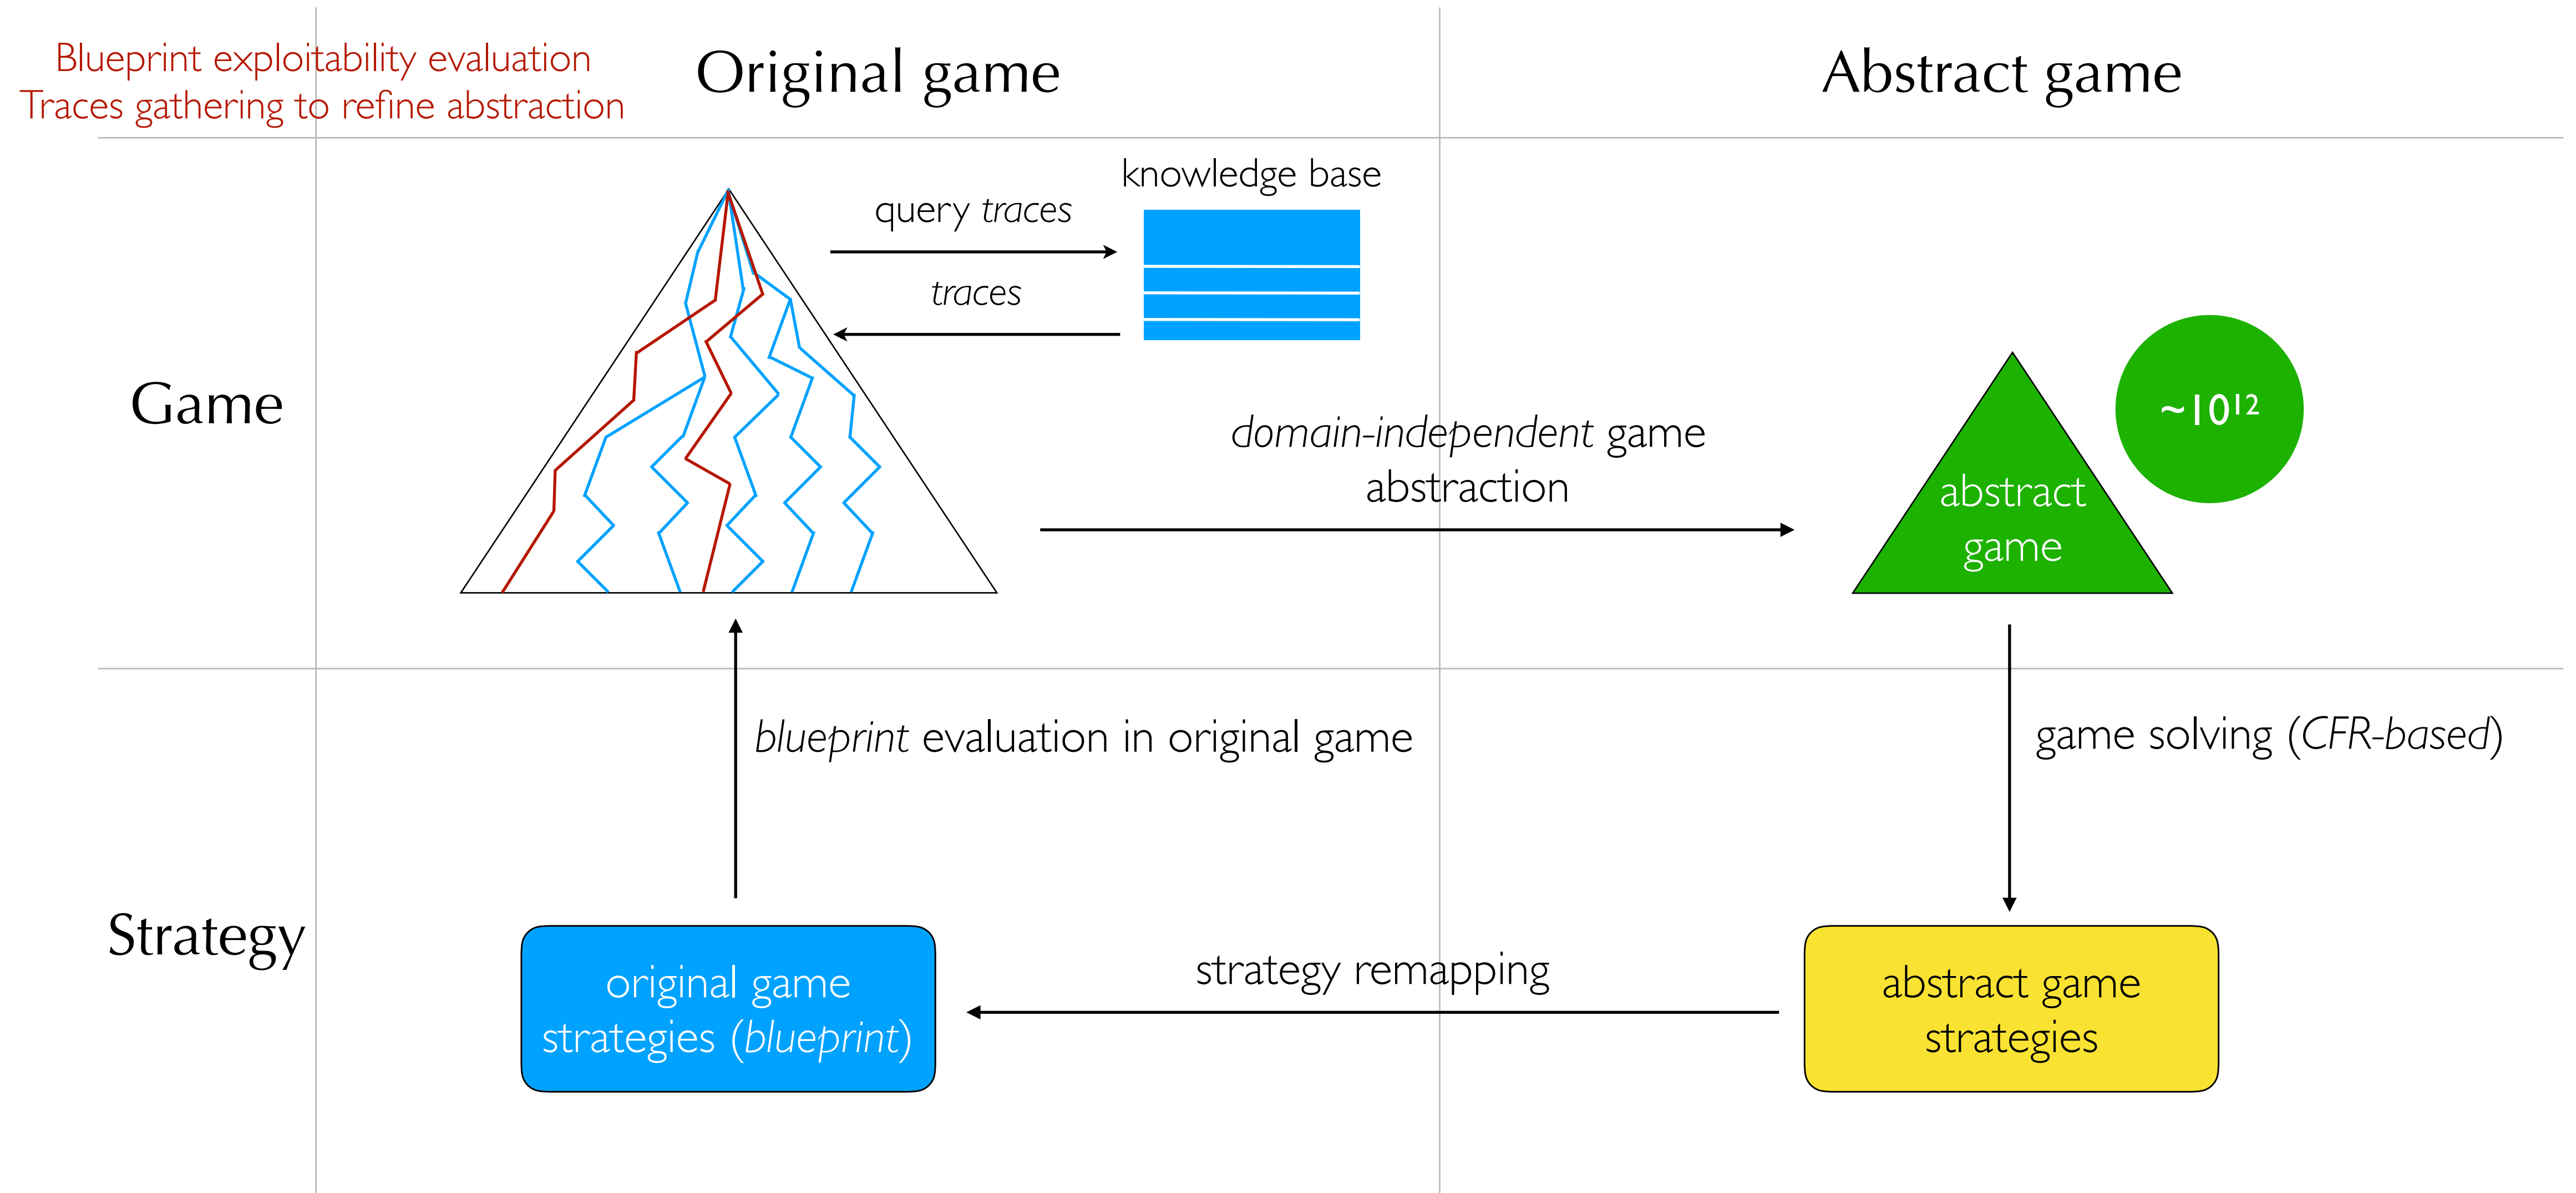 Blueprint exploitability evaluation
Traces gathering to refine abstraction
Original game
Abstract game
Game
query traces
traces
knowledge base
domain-independent game
abstraction
abstract
game
~10¹²
blueprint evaluation in original game
game solving (CFR-based)
Strategy
original game
strategies (blueprint)
strategy remapping
abstract game
strategies